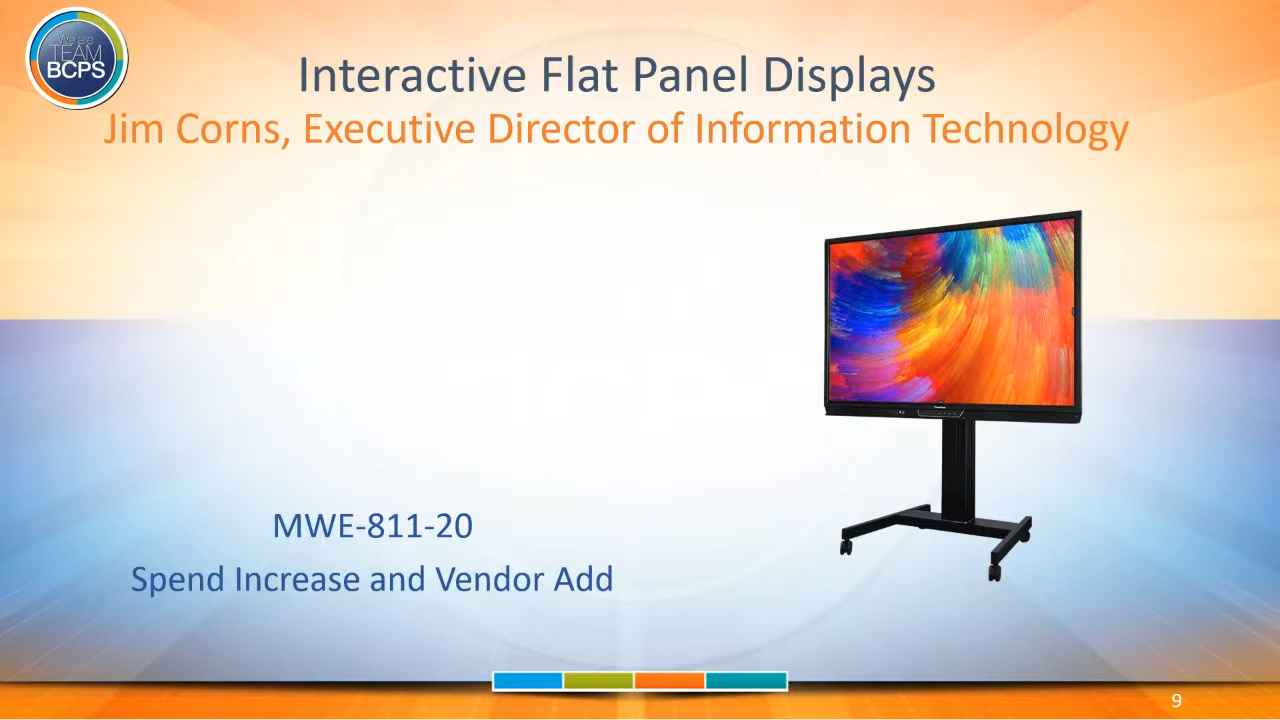 We are
TEAM
BCPS
Interactive Flat Panel Displays
Jim Corns, Executive Director of Information Technology
MWE-811-20
Spend Increase and Vendor Add
9